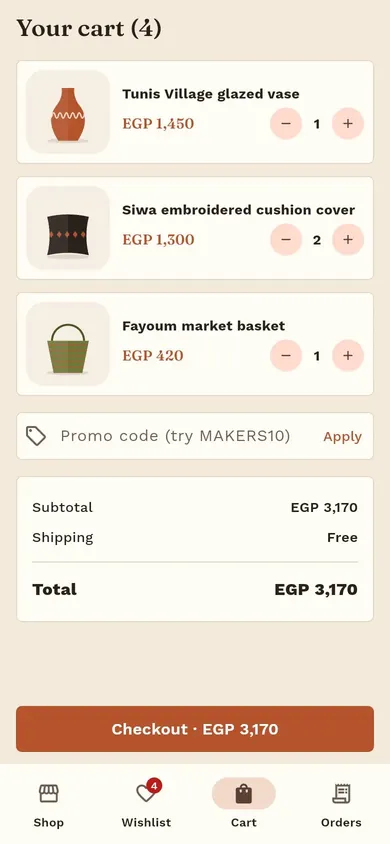 Your cart (4)
Tunis Village glazed vase
EGP 1,450
− 1 +
Siwa embroidered cushion cover
EGP 1,300
− 2 +
Fayoum market basket
EGP 420
− 1 +
Promo code (try MAKERS10) Apply
Subtotal EGP 3,170
Shipping Free
Total EGP 3,170
Checkout · EGP 3,170
4
Shop Wishlist Cart Orders